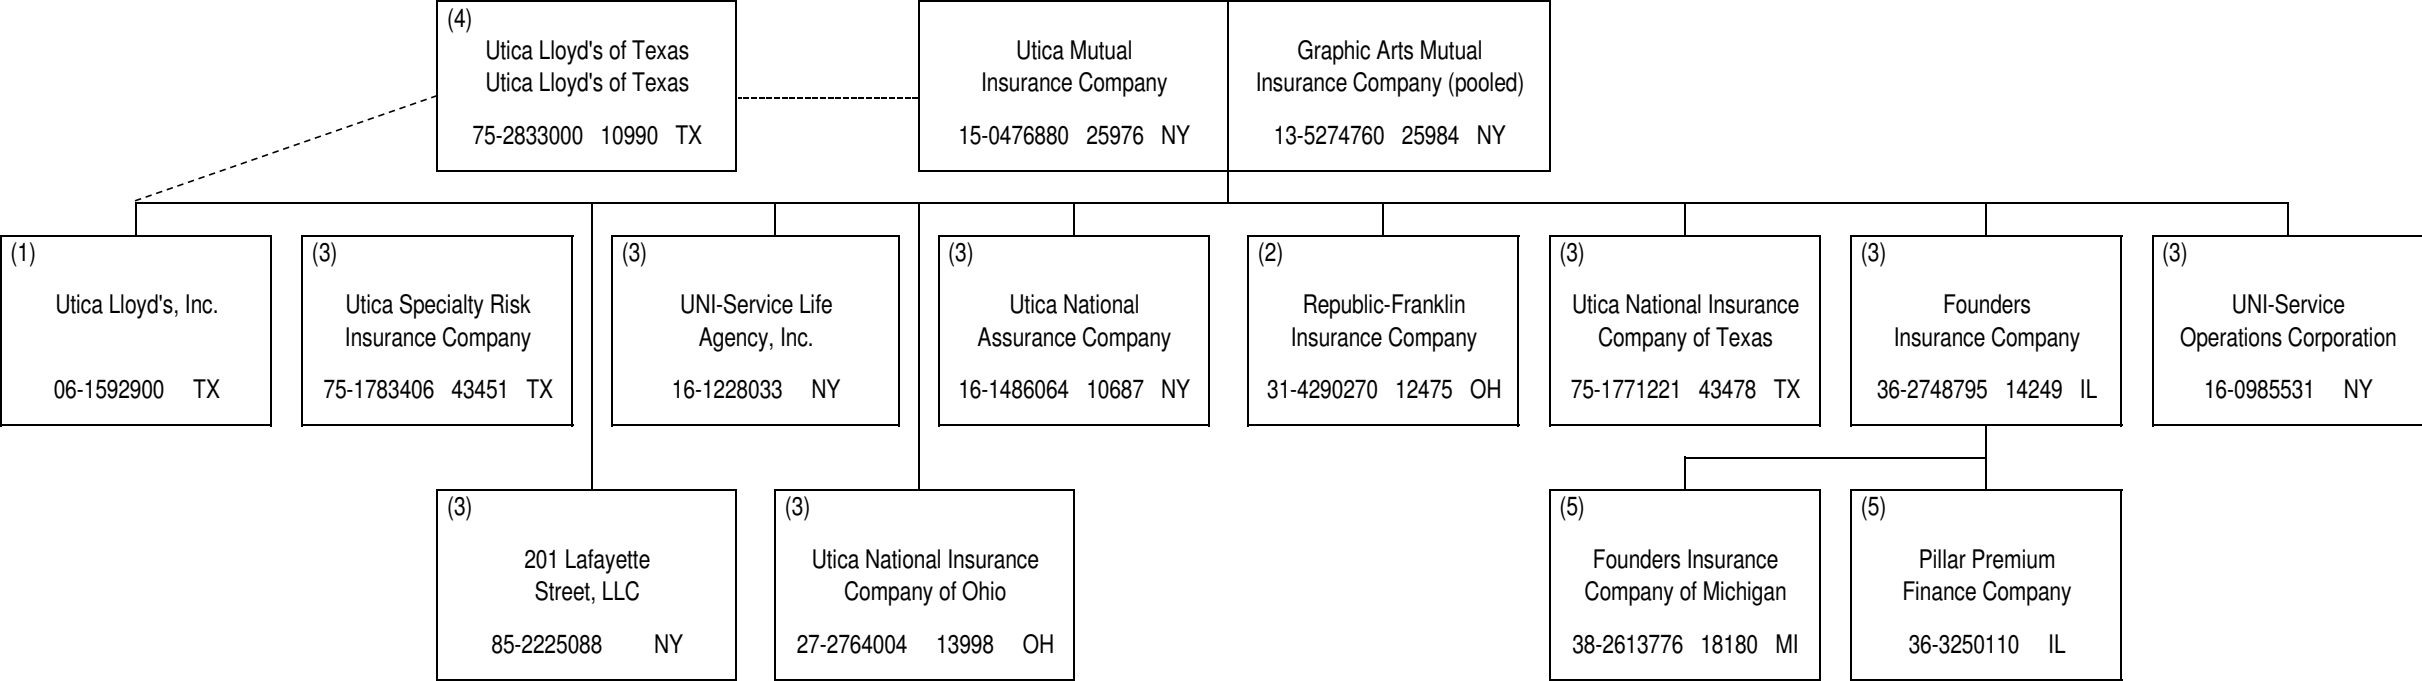 (4)
Utica Lloyd's of Texas
Utica Lloyd's of Texas
75-2833000 10990 TX
Utica Mutual
Insurance Company
15-0476880 25976 NY
Graphic Arts Mutual
Insurance Company (pooled)
13-5274760 25984 NY
(1)
Utica Lloyd's, Inc.
06-1592900 TX
(3)
Utica Specialty Risk
Insurance Company
75-1783406 43451 TX
(3)
UNI-Service Life
Agency, Inc.
16-1228033 NY
(3)
Utica National
Assurance Company
16-1486064 10687 NY
(2)
Republic-Franklin
Insurance Company
31-4290270 12475 OH
(3)
Utica National Insurance
Company of Texas
75-1771221 43478 TX
(3)
Founders
Insurance Company
36-2748795 14249 IL
(3)
UNI-Service
Operations Corporation
16-0985531 NY
(3)
201 Lafayette
Street, LLC
85-2225088 NY
(3)
Utica National Insurance
Company of Ohio
27-2764004 13998 OH
(5)
Founders Insurance
Company of Michigan
38-2613776 18180 MI
(5)
Pillar Premium
Finance Company
36-3250110 IL